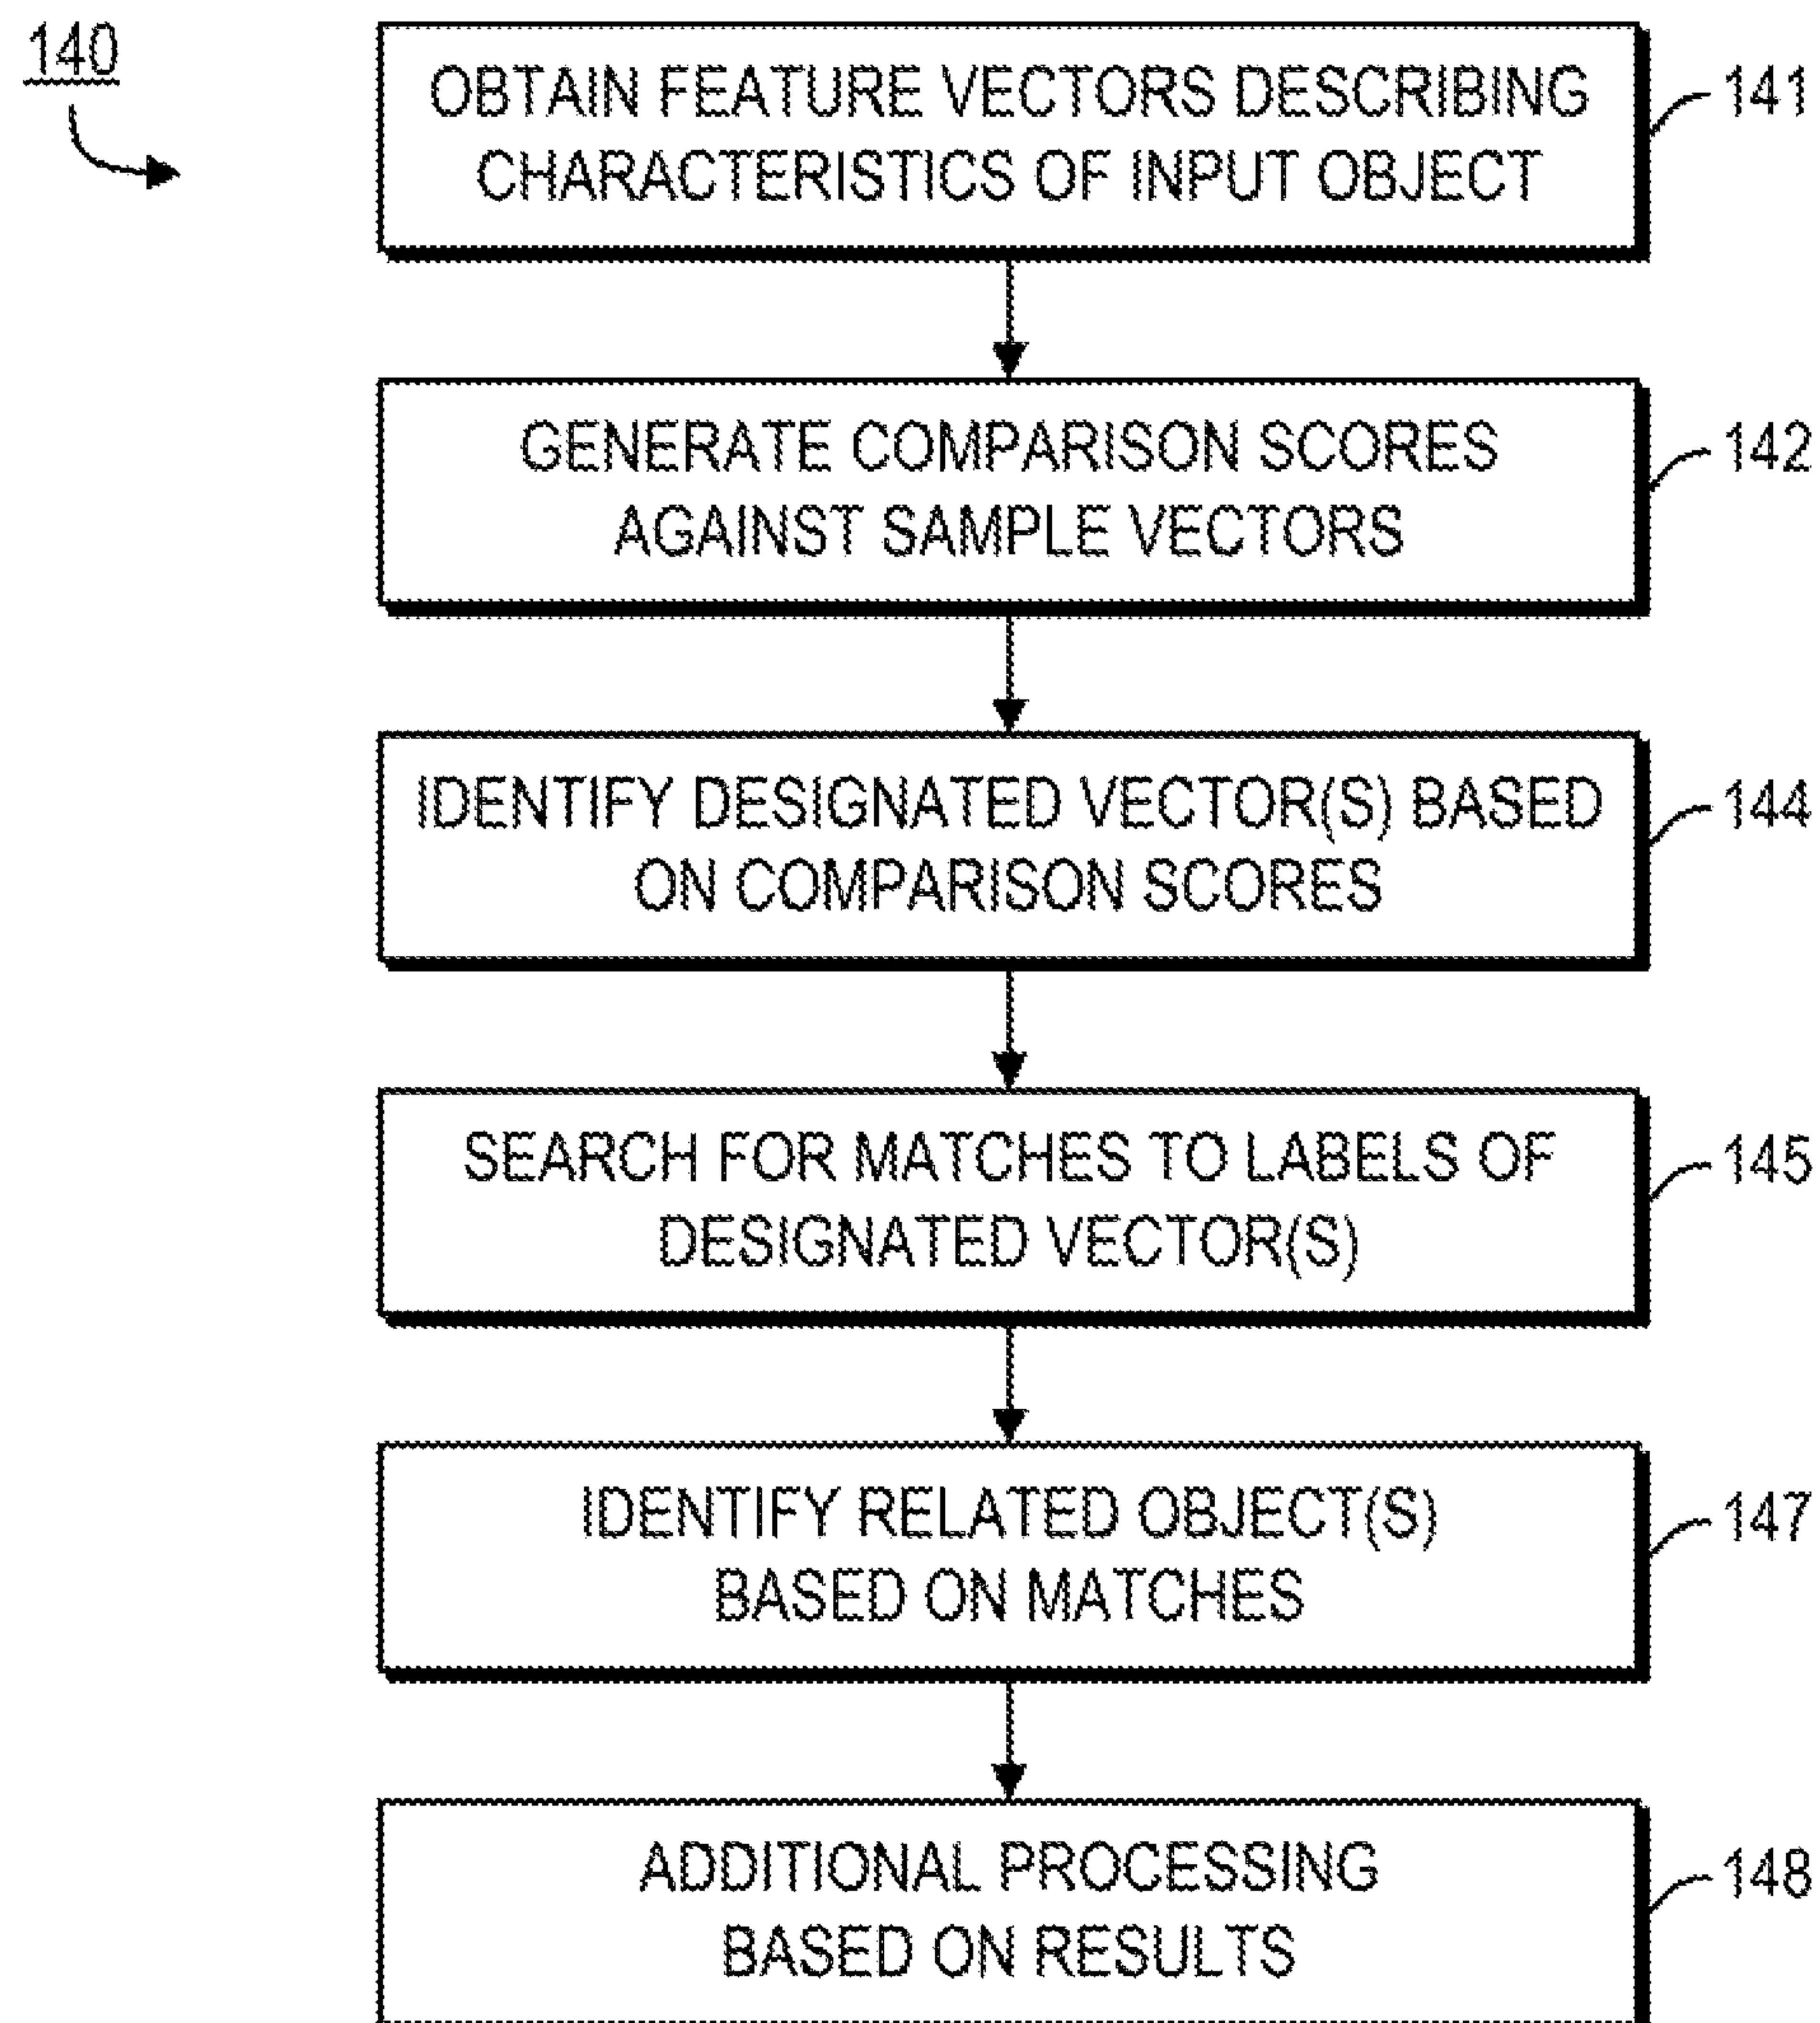 140
OBTAIN FEATURE VECTORS DESCRIBING
CHARACTERISTICS OF INPUT OBJECT
141
GENERATE COMPARISON SCORES
AGAINST SAMPLE VECTORS
142
IDENTIFY DESIGNATED VECTOR(S) BASED
ON COMPARISON SCORES
144
SEARCH FOR MATCHES TO LABELS OF
DESIGNATED VECTOR(S)
145
IDENTIFY RELATED OBJECT(S)
BASED ON MATCHES
147
ADDITIONAL PROCESSING
BASED ON RESULTS
148